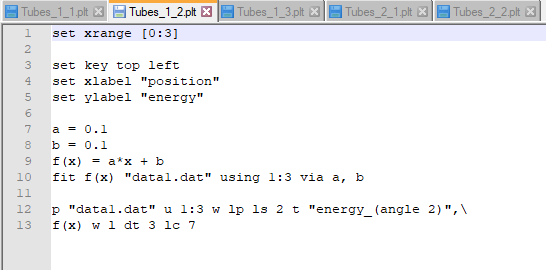 Tubes_1_1.plt Tubes_1_2.plt Tubes_1_3.plt Tubes_2_1.plt Tubes_2_2.plt
1 set xrange [0:3]
2
3 set key top left
4 set xlabel "position"
5 set ylabel "energy"
6
7 a = 0.1
8 b = 0.1
9 f(x) = a*x + b
10 fit f(x) "data1.dat" using 1:3 via a, b
11
12 p "data1.dat" u 1:3 w lp ls 2 t "energy_(angle 2)",\
13 f(x) w l dt 3 lc 7